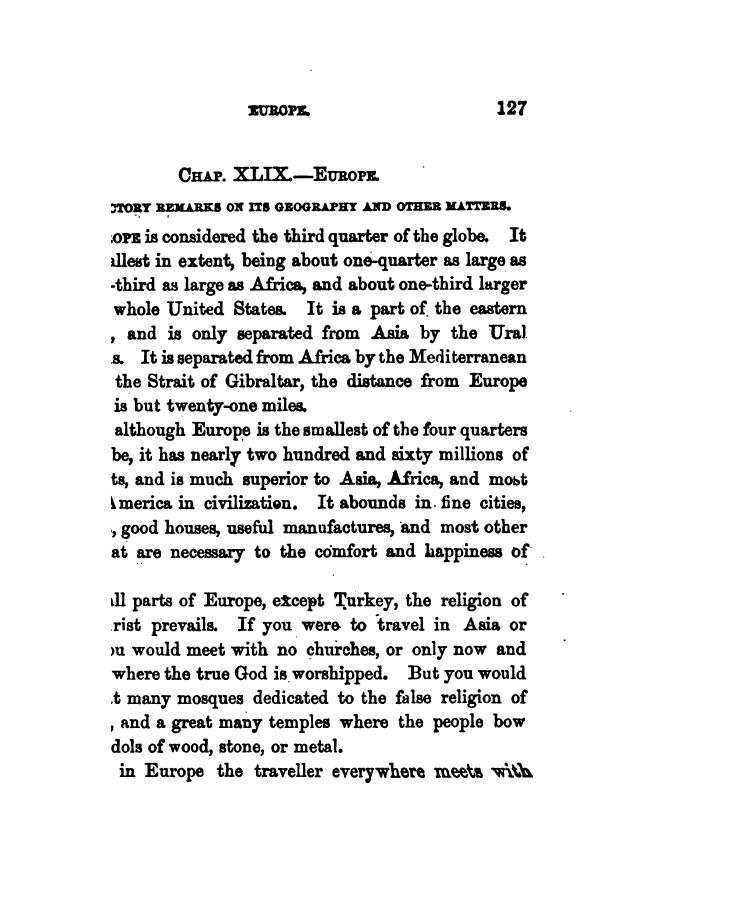 EUROPE. 127
CHAP. XLIX.—EUROPE.
CTORY REMARKS ON ITS GEOGRAPHY AND OTHER MATTERS.
OPE is considered the third quarter of the globe. It
allest in extent, being about one-quarter as large as
-third as large as Africa, and about one-third larger
whole United States. It is a part of the eastern
, and is only separated from Asia by the Ural
s. It is separated from Africa by the Mediterranean
the Strait of Gibraltar, the distance from Europe
is but twenty-one miles.
although Europe is the smallest of the four quarters
be, it has nearly two hundred and sixty millions of
ts, and is much superior to Asia, Africa, and most
America in civilization. It abounds in fine cities,
, good houses, useful manufactures, and most other
at are necessary to the comfort and happiness of
ll parts of Europe, except Turkey, the religion of
rist prevails. If you were to travel in Asia or
ou would meet with no churches, or only now and
where the true God is worshipped. But you would
t many mosques dedicated to the false religion of
, and a great many temples where the people bow
dols of wood, stone, or metal.
in Europe the traveller everywhere meets with